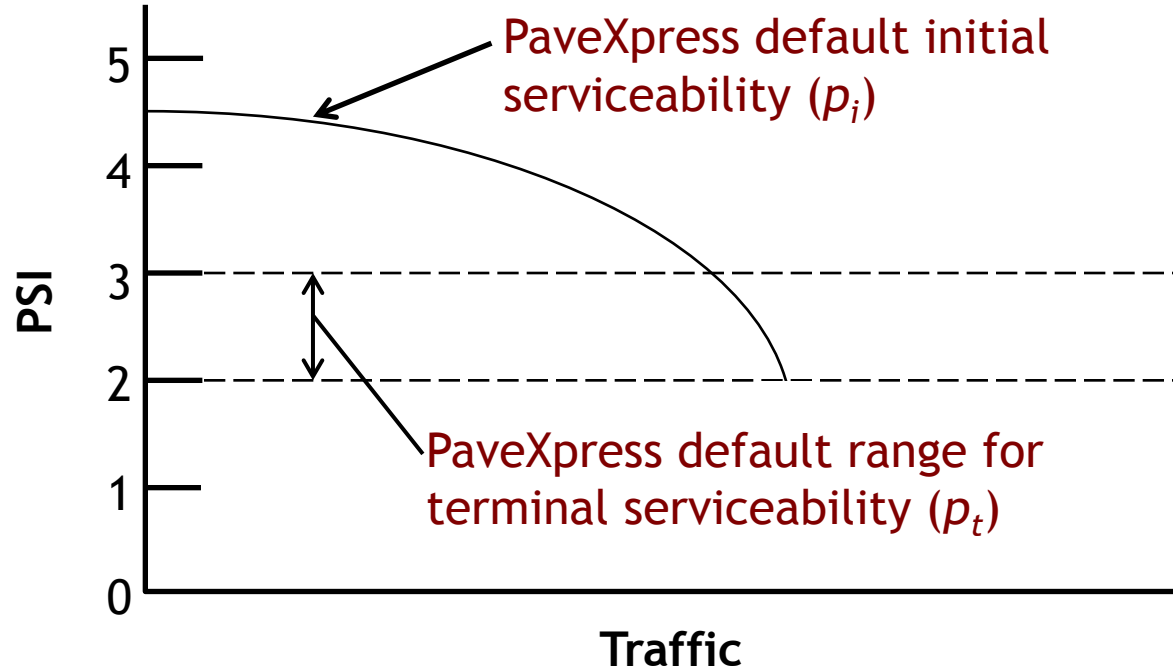 PaveXpress default initial
serviceability (pi)
5
4
3
2
1
0
PSI
PaveXpress default range for
terminal serviceability (pt)
Traffic